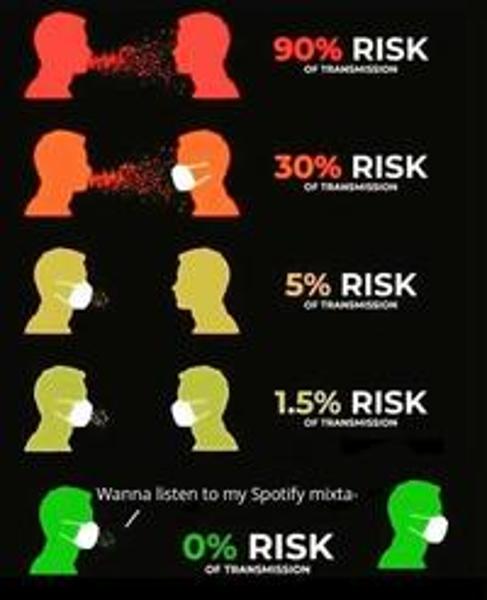 90% RISK
OF TRANSMISSION
30% RISK
OF TRANSMISSION
5% RISK
OF TRANSMISSION
1.5% RISK
OF TRANSMISSION
Wanna listen to my Spotify mixta-
0% RISK
OF TRANSMISSION